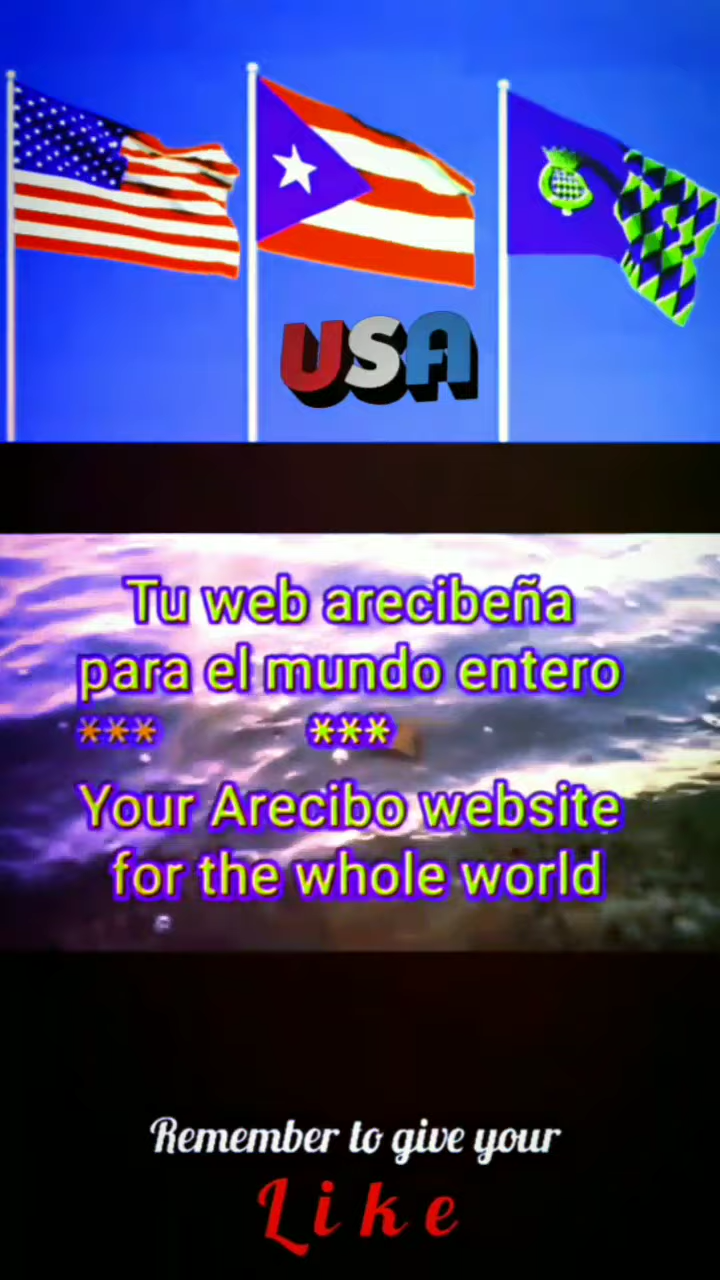 USA
Tu web arecibeña
para el mundo entero
*** ***
Your Arecibo website
for the whole world
Remember to give your
Like